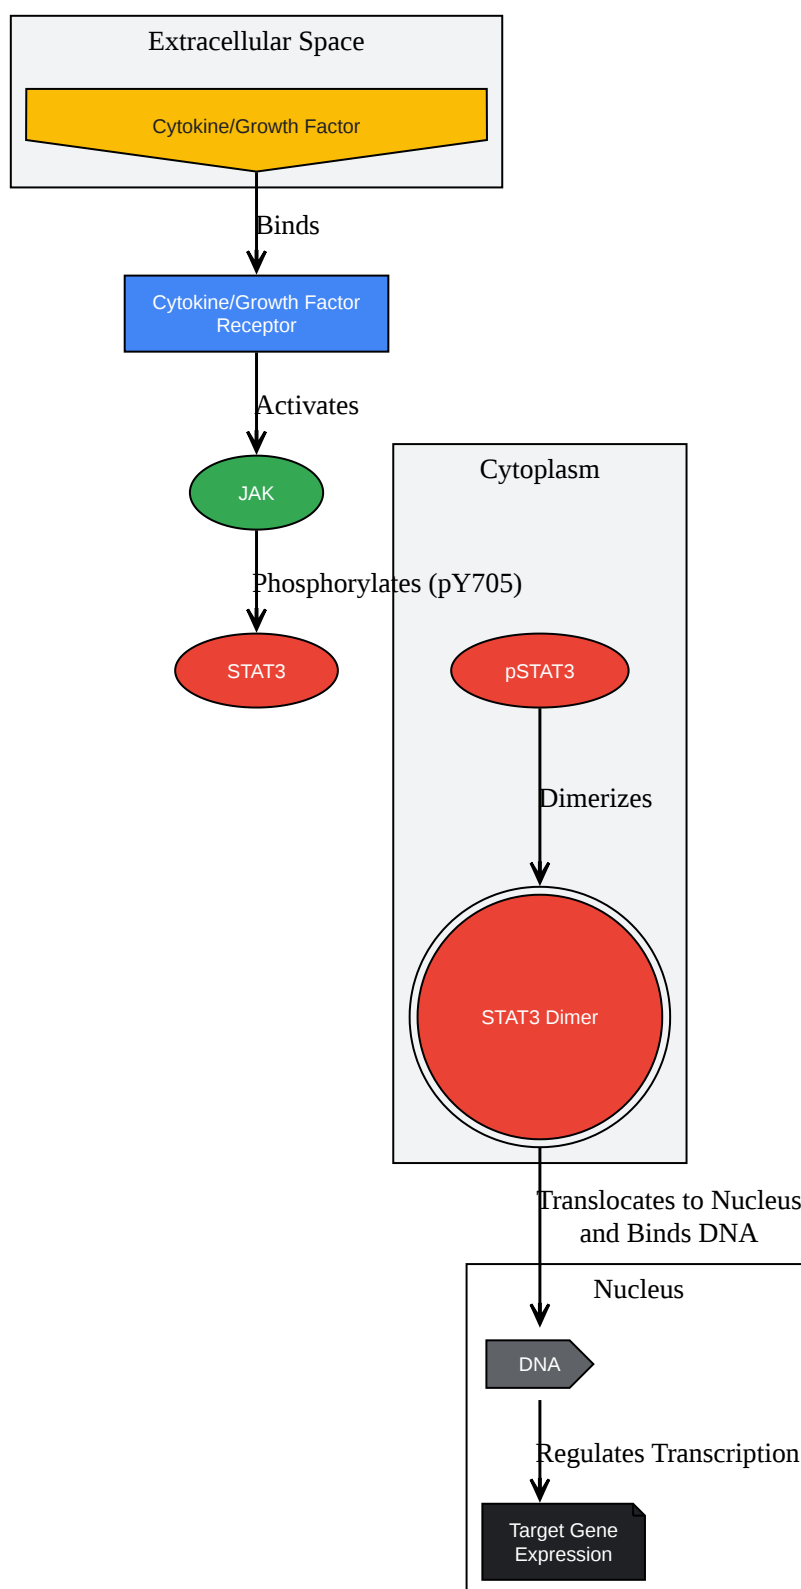 Extracellular Space
Cytokine/Growth Factor
Binds
Cytokine/Growth Factor
Receptor
Activates
JAK
Cytoplasm
Phosphorylates (pY705)
STAT3
pSTAT3
Dimerizes
STAT3 Dimer
Translocates to Nucleus
and Binds DNA
Nucleus
DNA
Regulates Transcription
Target Gene
Expression